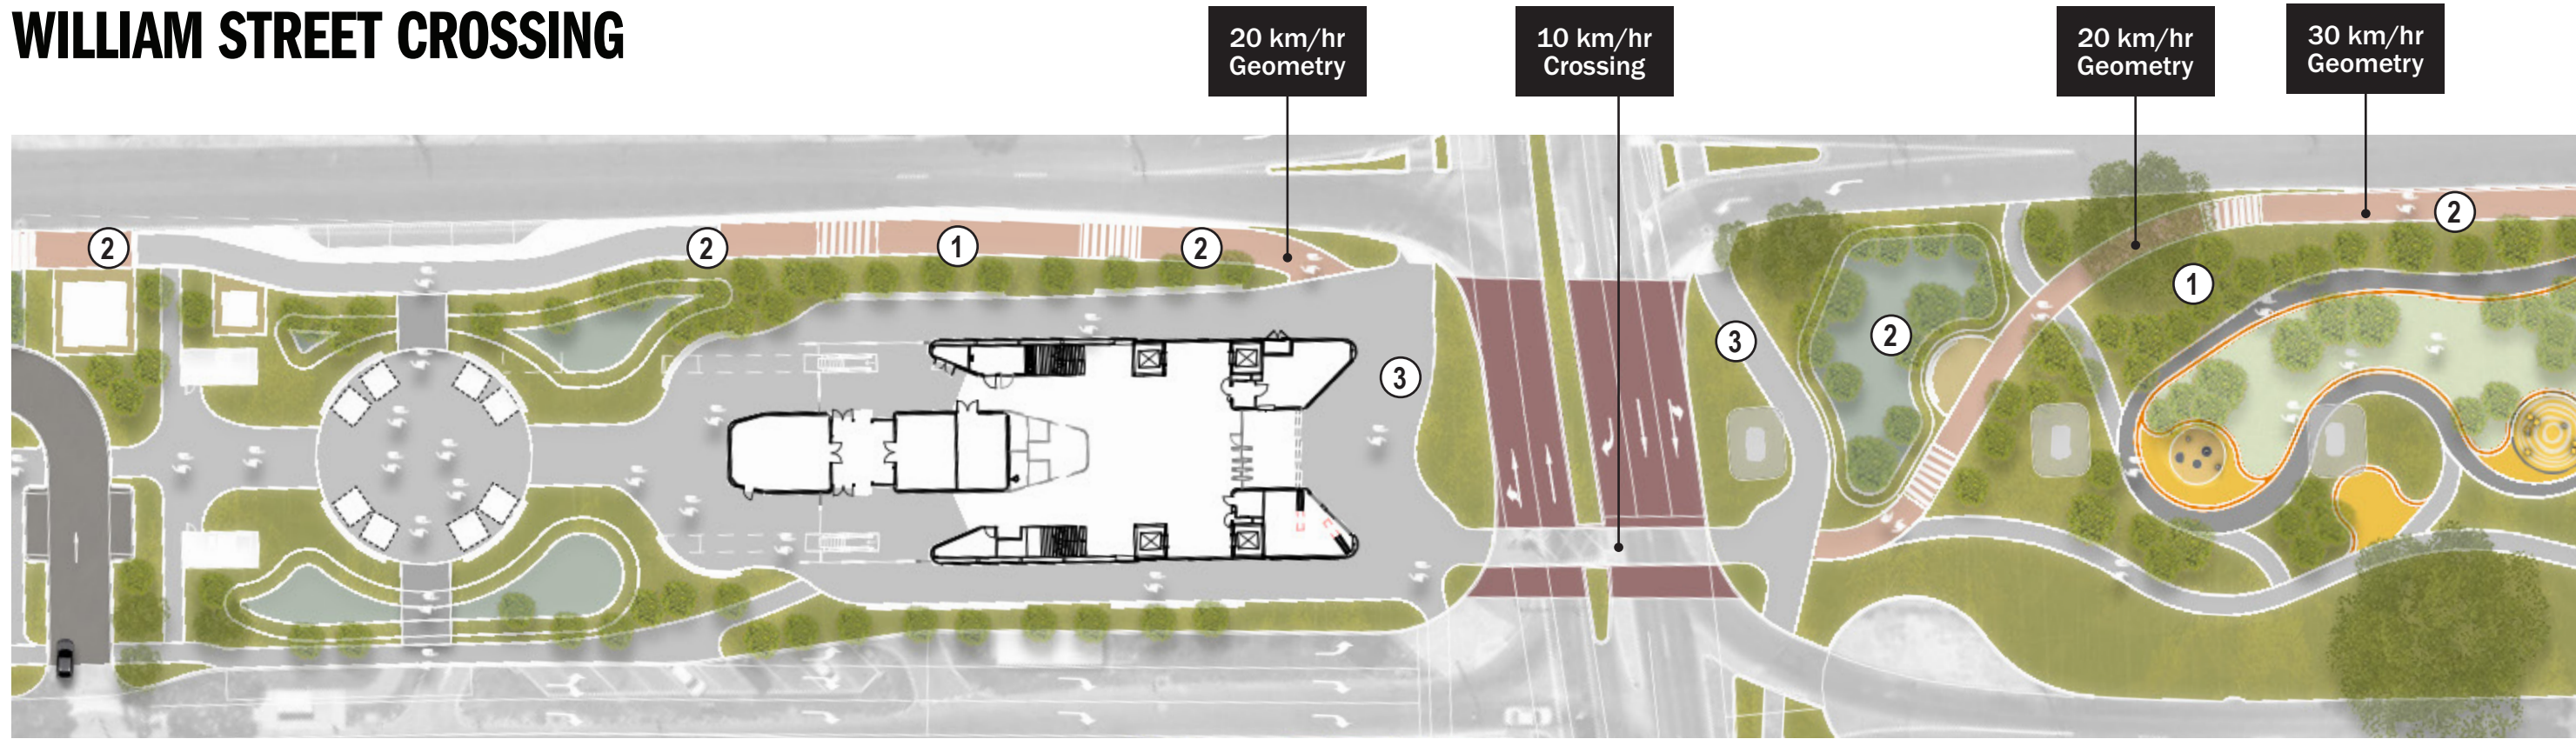 WILLIAM STREET CROSSING
20 km/hr
Geometry
10 km/hr
Crossing
20 km/hr
Geometry
30 km/hr
Geometry
2
2
1
2
3
3
2
1
2